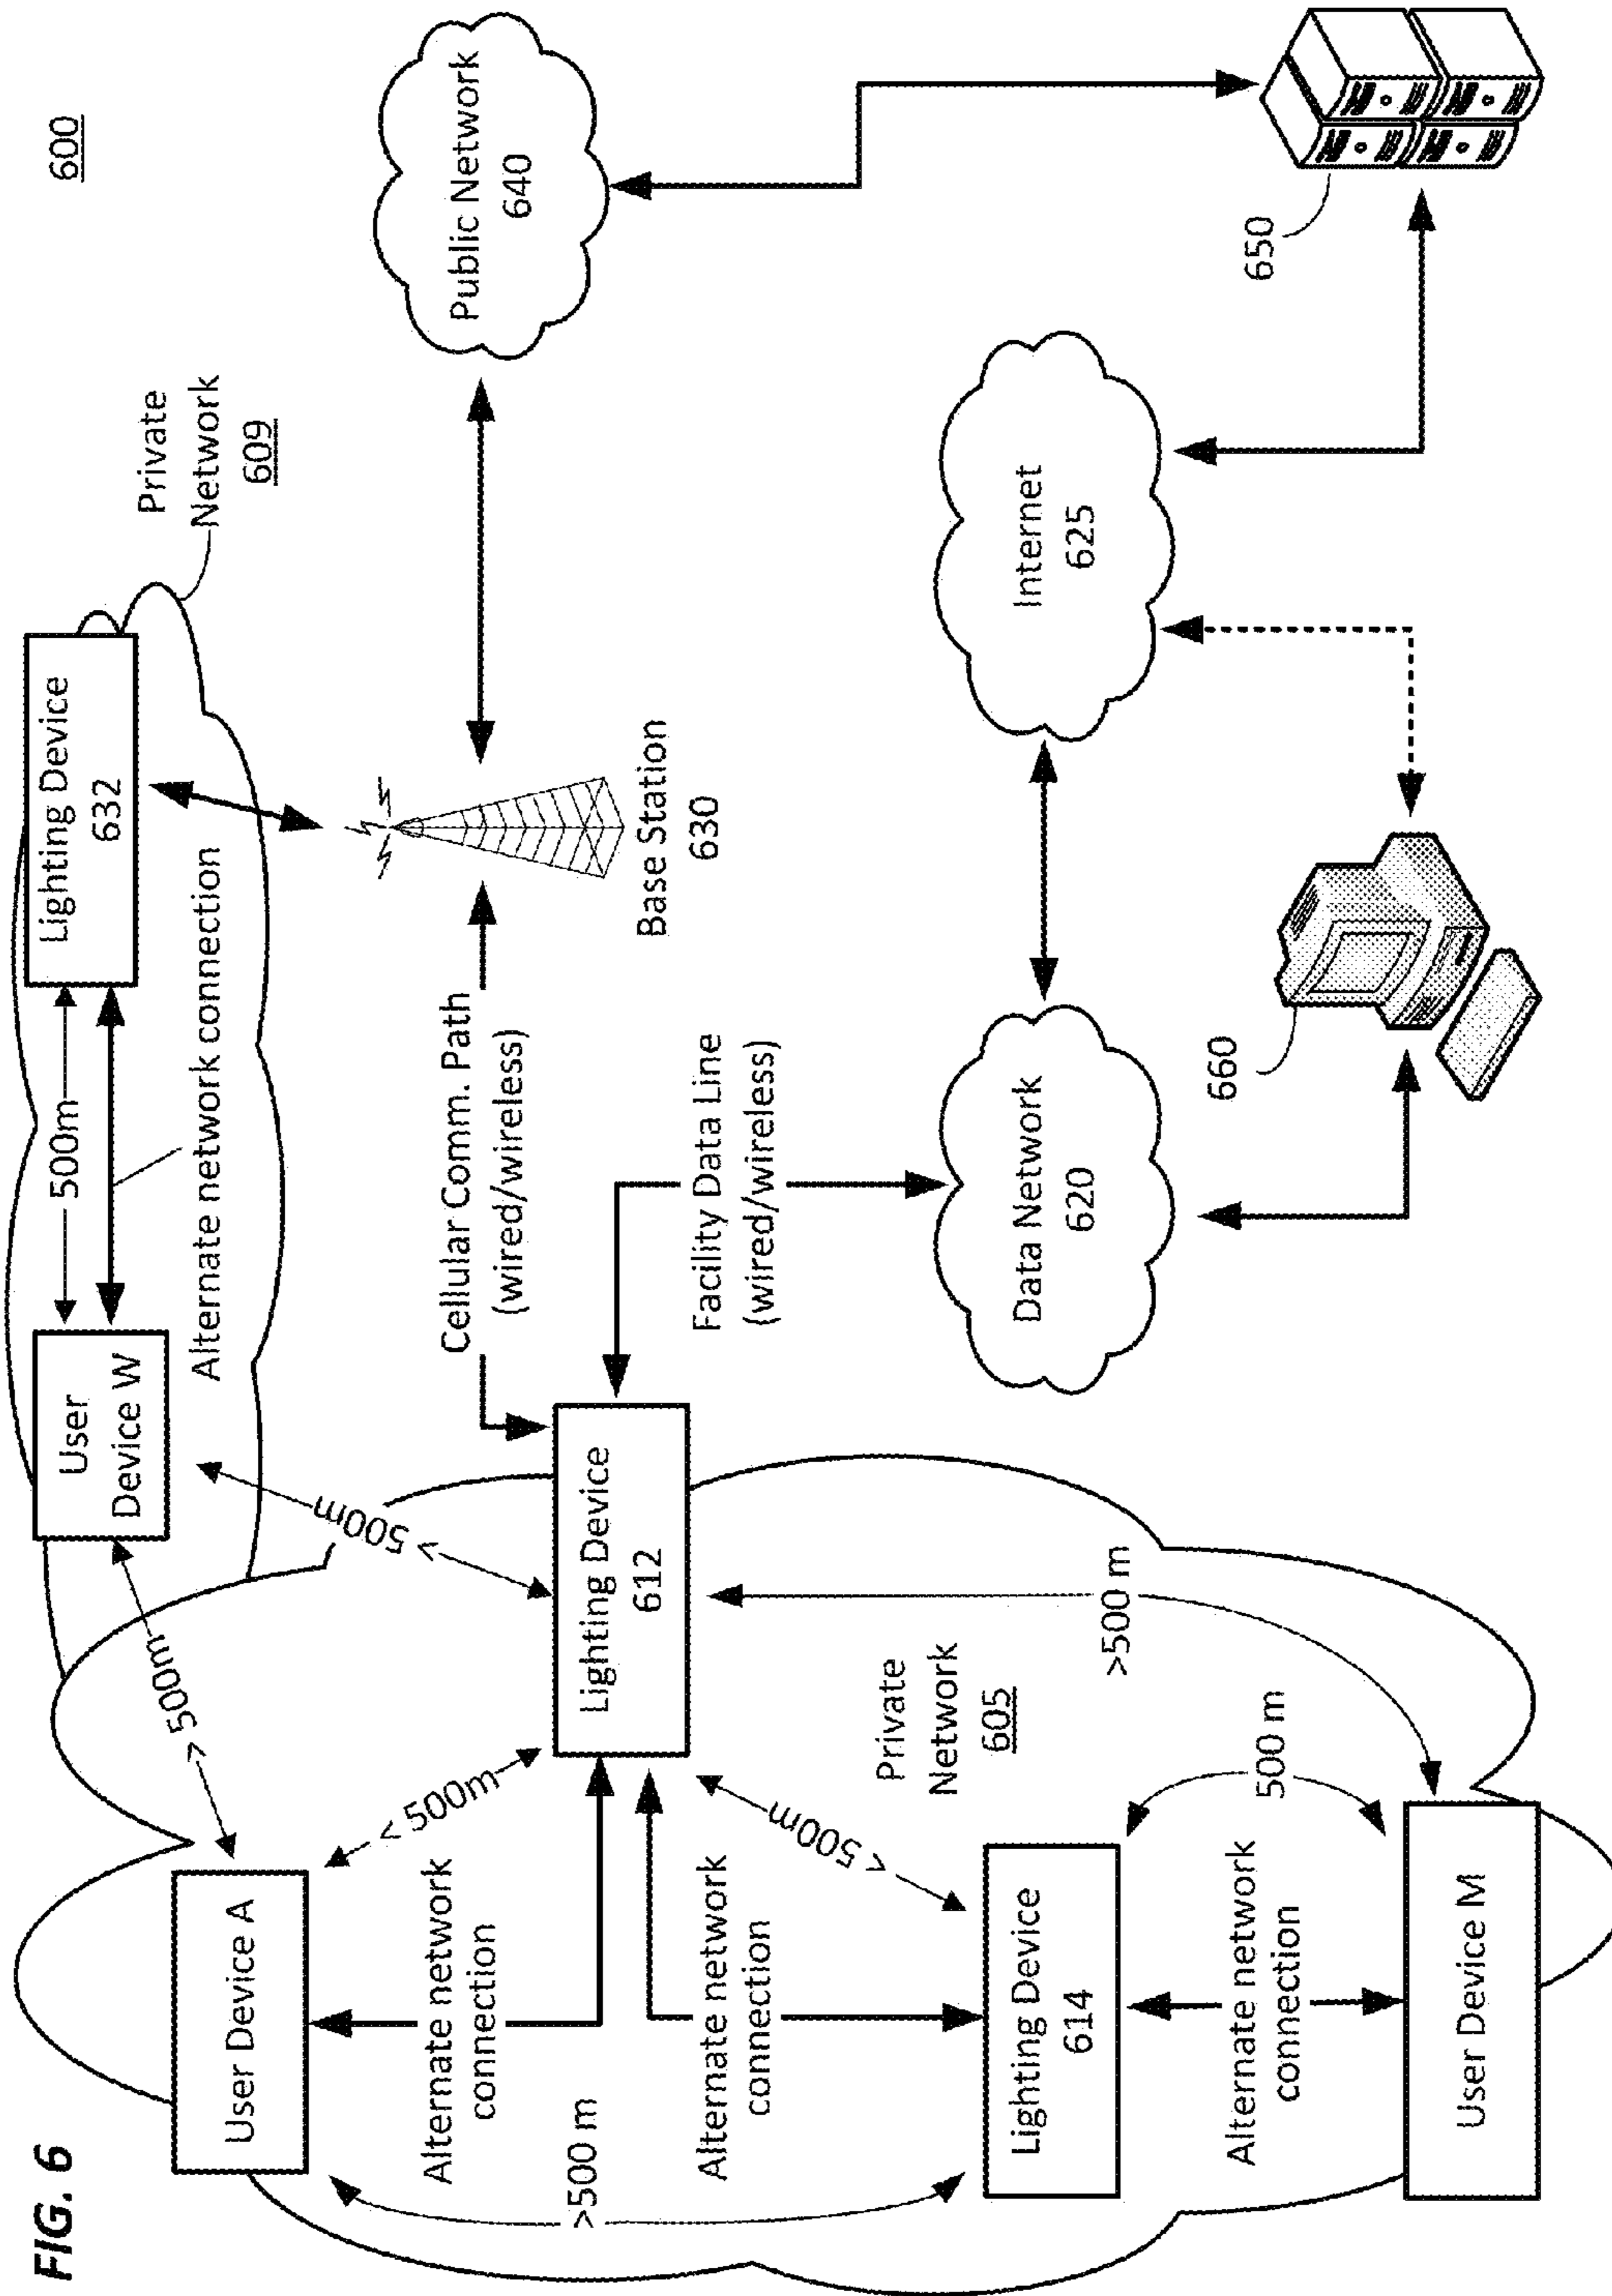 FIG. 6
600
User Device A
> 500m
User
Device W
500m
Lighting Device
632
Private
Network
609
Alternate network connection
< 500m
< 500m
Alternate network
connection
>500 m
Cellular Comm. Path
(wired/wireless)
Base Station
630
Public Network
640
Lighting Device
612
Facility Data Line
(wired/wireless)
Alternate network
connection
< 500m
Private
Network
605
Lighting Device
614
>500 m
500 m
Alternate network
connection
User Device M
Data Network
620
Internet
625
660
650